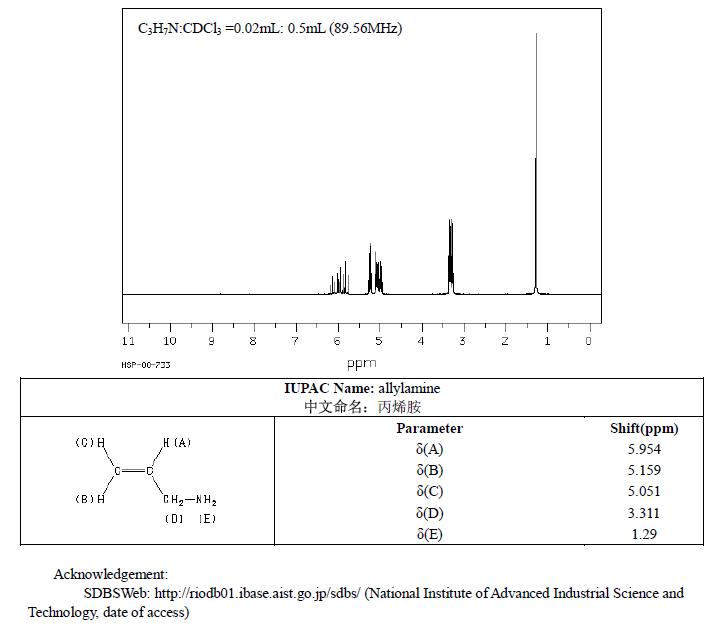 C₃H₇N:CDCl₃ =0.02mL: 0.5mL (89.56MHz)
11 10 9 8 7 6 5 4 3 2 1 0
HSP-00-733
ppm
IUPAC Name: allylamine
中文命名：丙烯胺
Parameter Shift(ppm)
δ(A) 5.954
δ(B) 5.159
δ(C) 5.051
δ(D) 3.311
δ(E) 1.29
(C) H H (A)
C C
(B) H CH₂—NH₂
(D) (E)
Acknowledgement:
SDBSWeb: http://riodb01.ibase.aist.go.jp/sdbs/ (National Institute of Advanced Industrial Science and
Technology, date of access)